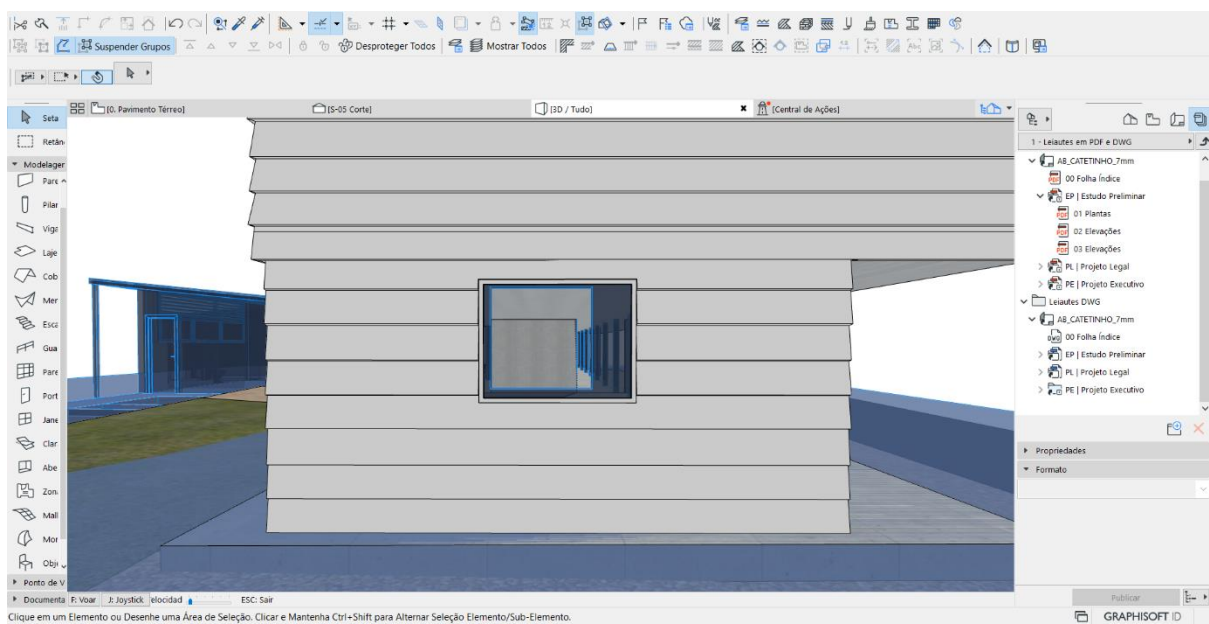 Suspender Grupos
Desproteger Todos
Mostrar Todos
[0. Pavimento Térreo]
[S-05 Corte]
[3D / Tudo]
[Central de Ações]
Seta
Retân
Modelager
Pare
Pilar
Viga
Laje
Cob
Mer
Esca
Gua
Pare
Port
Jane
Clar
Abe
Zon
Mall
Mor
Obje
Ponto de V
Documenta
F: Voar
J: Joystick
elocidad
ESC: Sair
Clique em um Elemento ou Desenhe uma Área de Seleção. Clicar e Mantenha Ctrl+Shift para Alternar Seleção Elemento/Sub-Elemento.
1 - Leiautes em PDF e DWG
AB_CATETINHO_7mm
00 Folha Índice
EP | Estudo Preliminar
01 Plantas
02 Elevações
03 Elevações
PL | Projeto Legal
PE | Projeto Executivo
Leiautes DWG
AB_CATETINHO_7mm
00 Folha Índice
EP | Estudo Preliminar
PL | Projeto Legal
PE | Projeto Executivo
Propriedades
Formato
Publicar
GRAPHISOFT ID